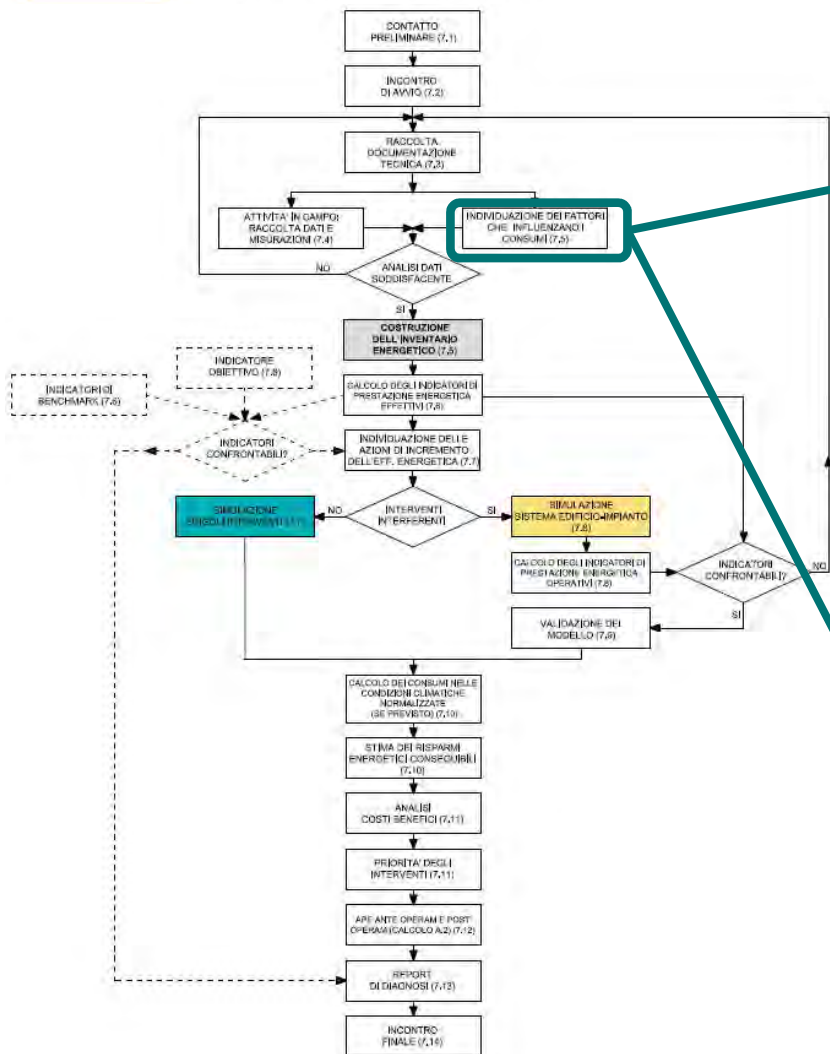 CONTATTO
PRELIMINARE (7.1)
INCONTRO
DI AVVIO (7.2)
RACCOLTA
DOCUMENTAZIONE
TECNICA (7.3)
ATTIVITA' IN CAMPO:
RACCOLTA DATI E
MISURAZIONI (7.4)
INDIVIDUAZIONE DEI FATTORI
CHE INFLUENZANO I
CONSUMI (7.5)
NO
ANALISI DATI
SODDISFACENTE
SI
COSTRUZIONE
DELL'INVENTARIO
ENERGETICO (7.5)
INDICATORE
OBIETTIVO (7.8)
INDICATORI DI
BENCHMARK (7.6)
CALCOLO DEGLI INDICATORI DI
PRESTAZIONE ENERGETICA
EFFETTIVI (7.6)
INDICATORI
CONFRONTABILI?
INDIVIDUAZIONE DELLE
AZIONI DI INCREMENTO
DELL'EFF. ENERGETICA (7.7)
SIMULAZIONE
NO
INTERVENTI
INTERFERENTI
SI
SIMULAZIONE
SISTEMA EDIFICIO-IMPIANTO
(7.8)
CALCOLO DEGLI INDICATORI DI
PRESTAZIONE ENERGETICA
OPERATIVI (7.8)
INDICATORI
CONFRONTABILI?
NO
SI
VALIDAZIONE DEL
MODELLO (7.9)
CALCOLO DEI CONSUMI NELLE
CONDIZIONI CLIMATICHE
NORMALIZZATE
(SE PREVISTO) (7.10)
STIMA DEI RISPARMI
ENERGETICI CONSEGUIBILI
(7.10)
ANALISI
COSTI BENEFICI (7.11)
PRIORITA' DEGLI
INTERVENTI (7.11)
APE ANTE OPERAM E POST
OPERAM (CALCOLO A.2) (7.12)
REPORT
DI DIAGNOSI (7.13)
INCONTRO
FINALE (7.14)